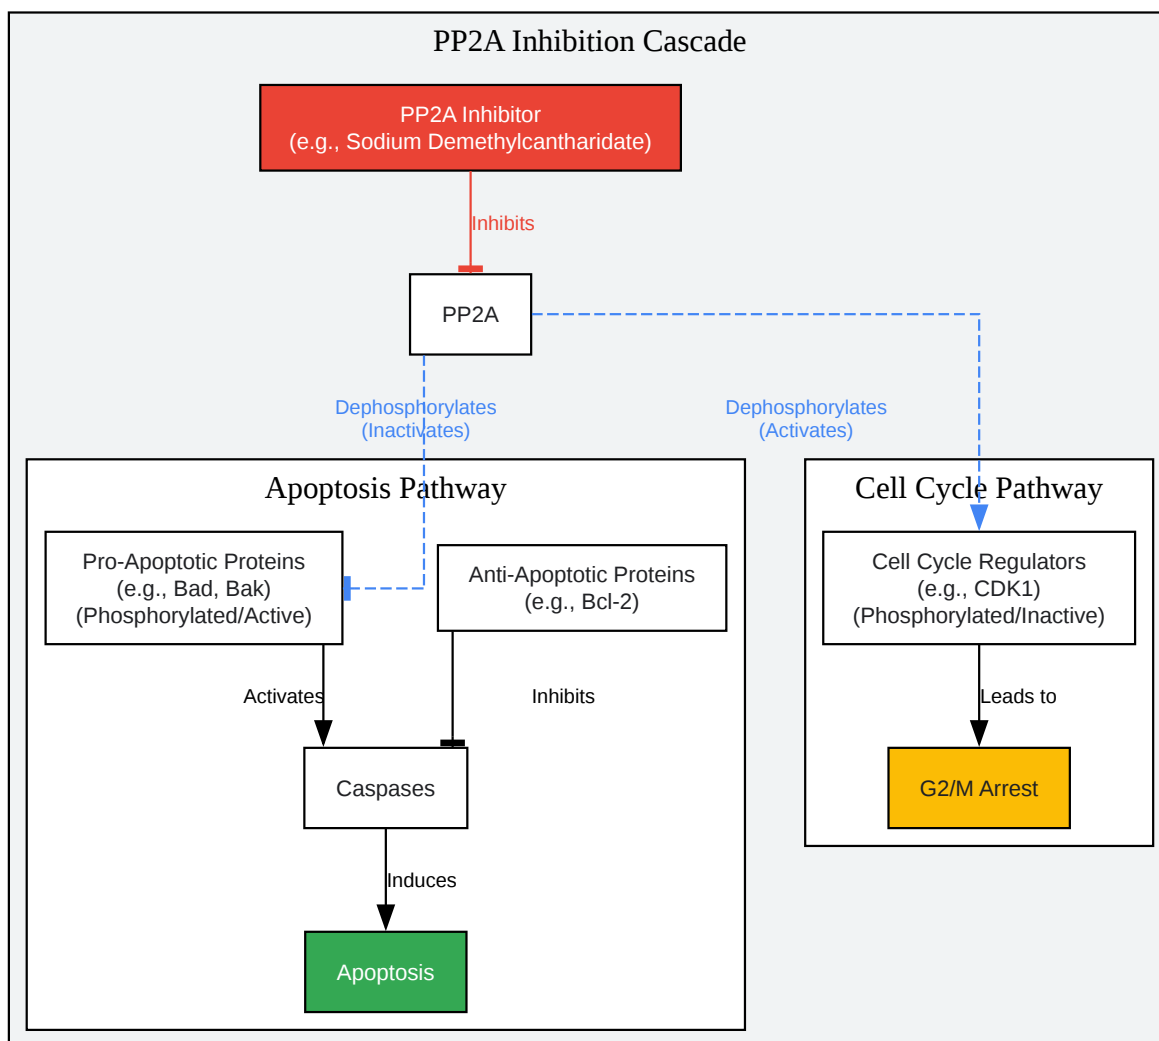 PP2A Inhibition Cascade
PP2A Inhibitor
(e.g., Sodium Demethylcantharidate)
Inhibits
PP2A
Dephosphorylates
(Inactivates)
Dephosphorylates
(Activates)
Apoptosis Pathway
Cell Cycle Pathway
Pro-Apoptotic Proteins
(e.g., Bad, Bak)
(Phosphorylated/Active)
Anti-Apoptotic Proteins
(e.g., Bcl-2)
Cell Cycle Regulators
(e.g., CDK1)
(Phosphorylated/Inactive)
Activates
Inhibits
Leads to
Caspases
G2/M Arrest
Induces
Apoptosis